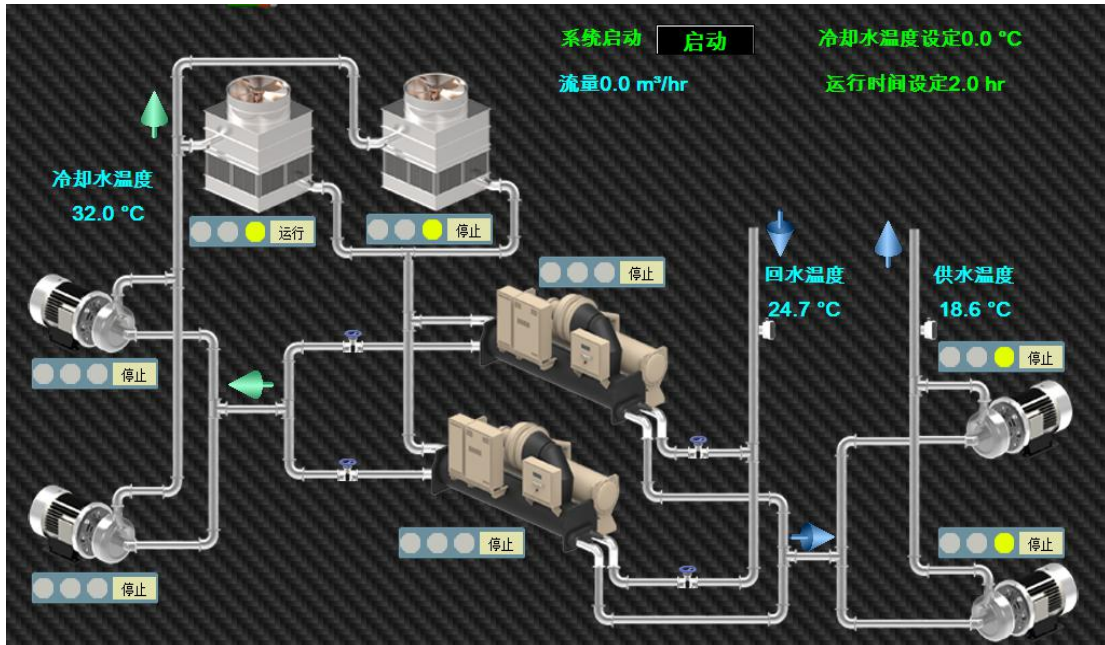 系统启动 启动 冷却水温度设定0.0 °C
流量0.0 m³/hr 运行时间设定2.0 hr
冷却水温度
32.0 °C
运行
停止
停止
回水温度
24.7 °C
供水温度
18.6 °C
停止
停止
停止
停止
停止